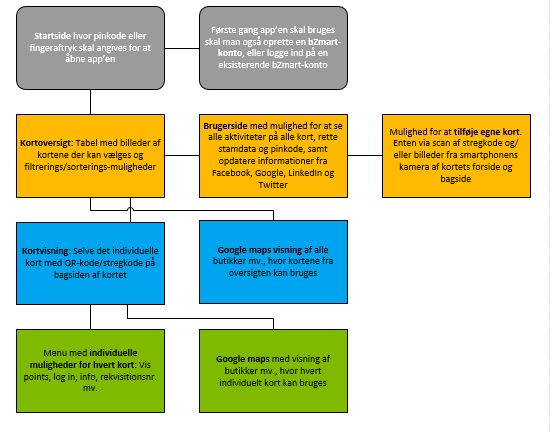 Startside hvor pinkode eller
fingeraftryk skal angives for at
åbne app'en
Første gang app'en skal bruges
skal man også oprette en bZmart-
konto, eller logge ind på en
eksisterende bZmart-konto
Kortoversigt: Tabel med billeder af
kortene der kan vælges og
filtrerings/sorterings-muligheder
Brugerside med mulighed for at se
alle aktiviteter på alle kort, rette
stamdata og pinkode, samt
opdatere informationer fra
Facebook, Google, LinkedIn og
Twitter
Mulighed for at tilføje egne kort.
Enten via scan af stregkode og/
eller billeder fra smartphonens
kamera af kortets forside og
bagside
Kortvisning: Selve det individuelle
kort med QR-kode/stregkode på
bagsiden af kortet
Google maps visning af alle
butikker mv., hvor kortene fra
oversigten kan bruges
Menu med individuelle
muligheder for hvert kort: Vis
points, log in, info, rekvisitionsnr.
mv.
Google maps med visning af
butikker mv., hvor hvert
individuelt kort kan bruges